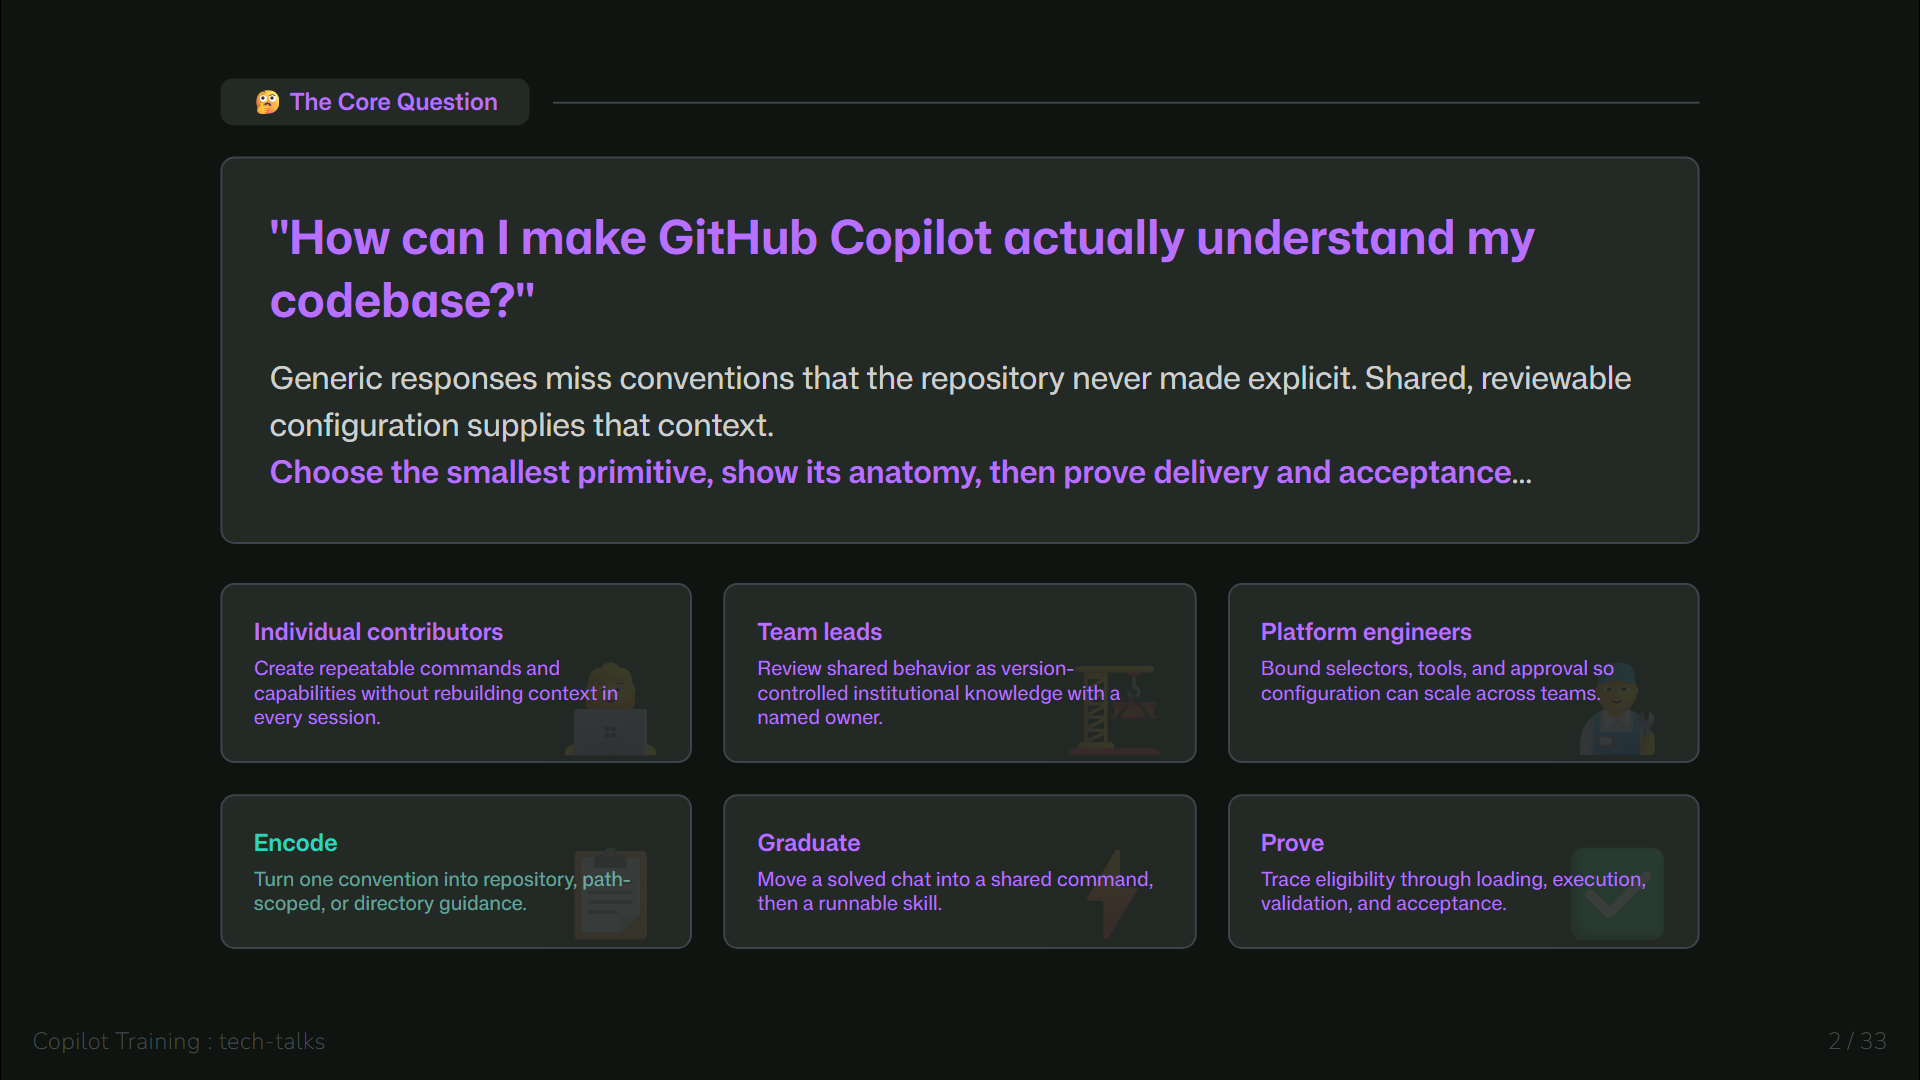 🤔 The Core Question
"How can I make GitHub Copilot actually understand my
codebase?"
Generic responses miss conventions that the repository never made explicit. Shared, reviewable
configuration supplies that context.
Choose the smallest primitive, show its anatomy, then prove delivery and acceptance...
Individual contributors
Create repeatable commands and
capabilities without rebuilding context in
every session.
Team leads
Review shared behavior as version-
controlled institutional knowledge with a
named owner.
Platform engineers
Bound selectors, tools, and approval so
configuration can scale across teams.
Encode
Turn one convention into repository, path-
scoped, or directory guidance.
Graduate
Move a solved chat into a shared command,
then a runnable skill.
Prove
Trace eligibility through loading, execution,
validation, and acceptance.
Copilot Training : tech-talks
2 / 33